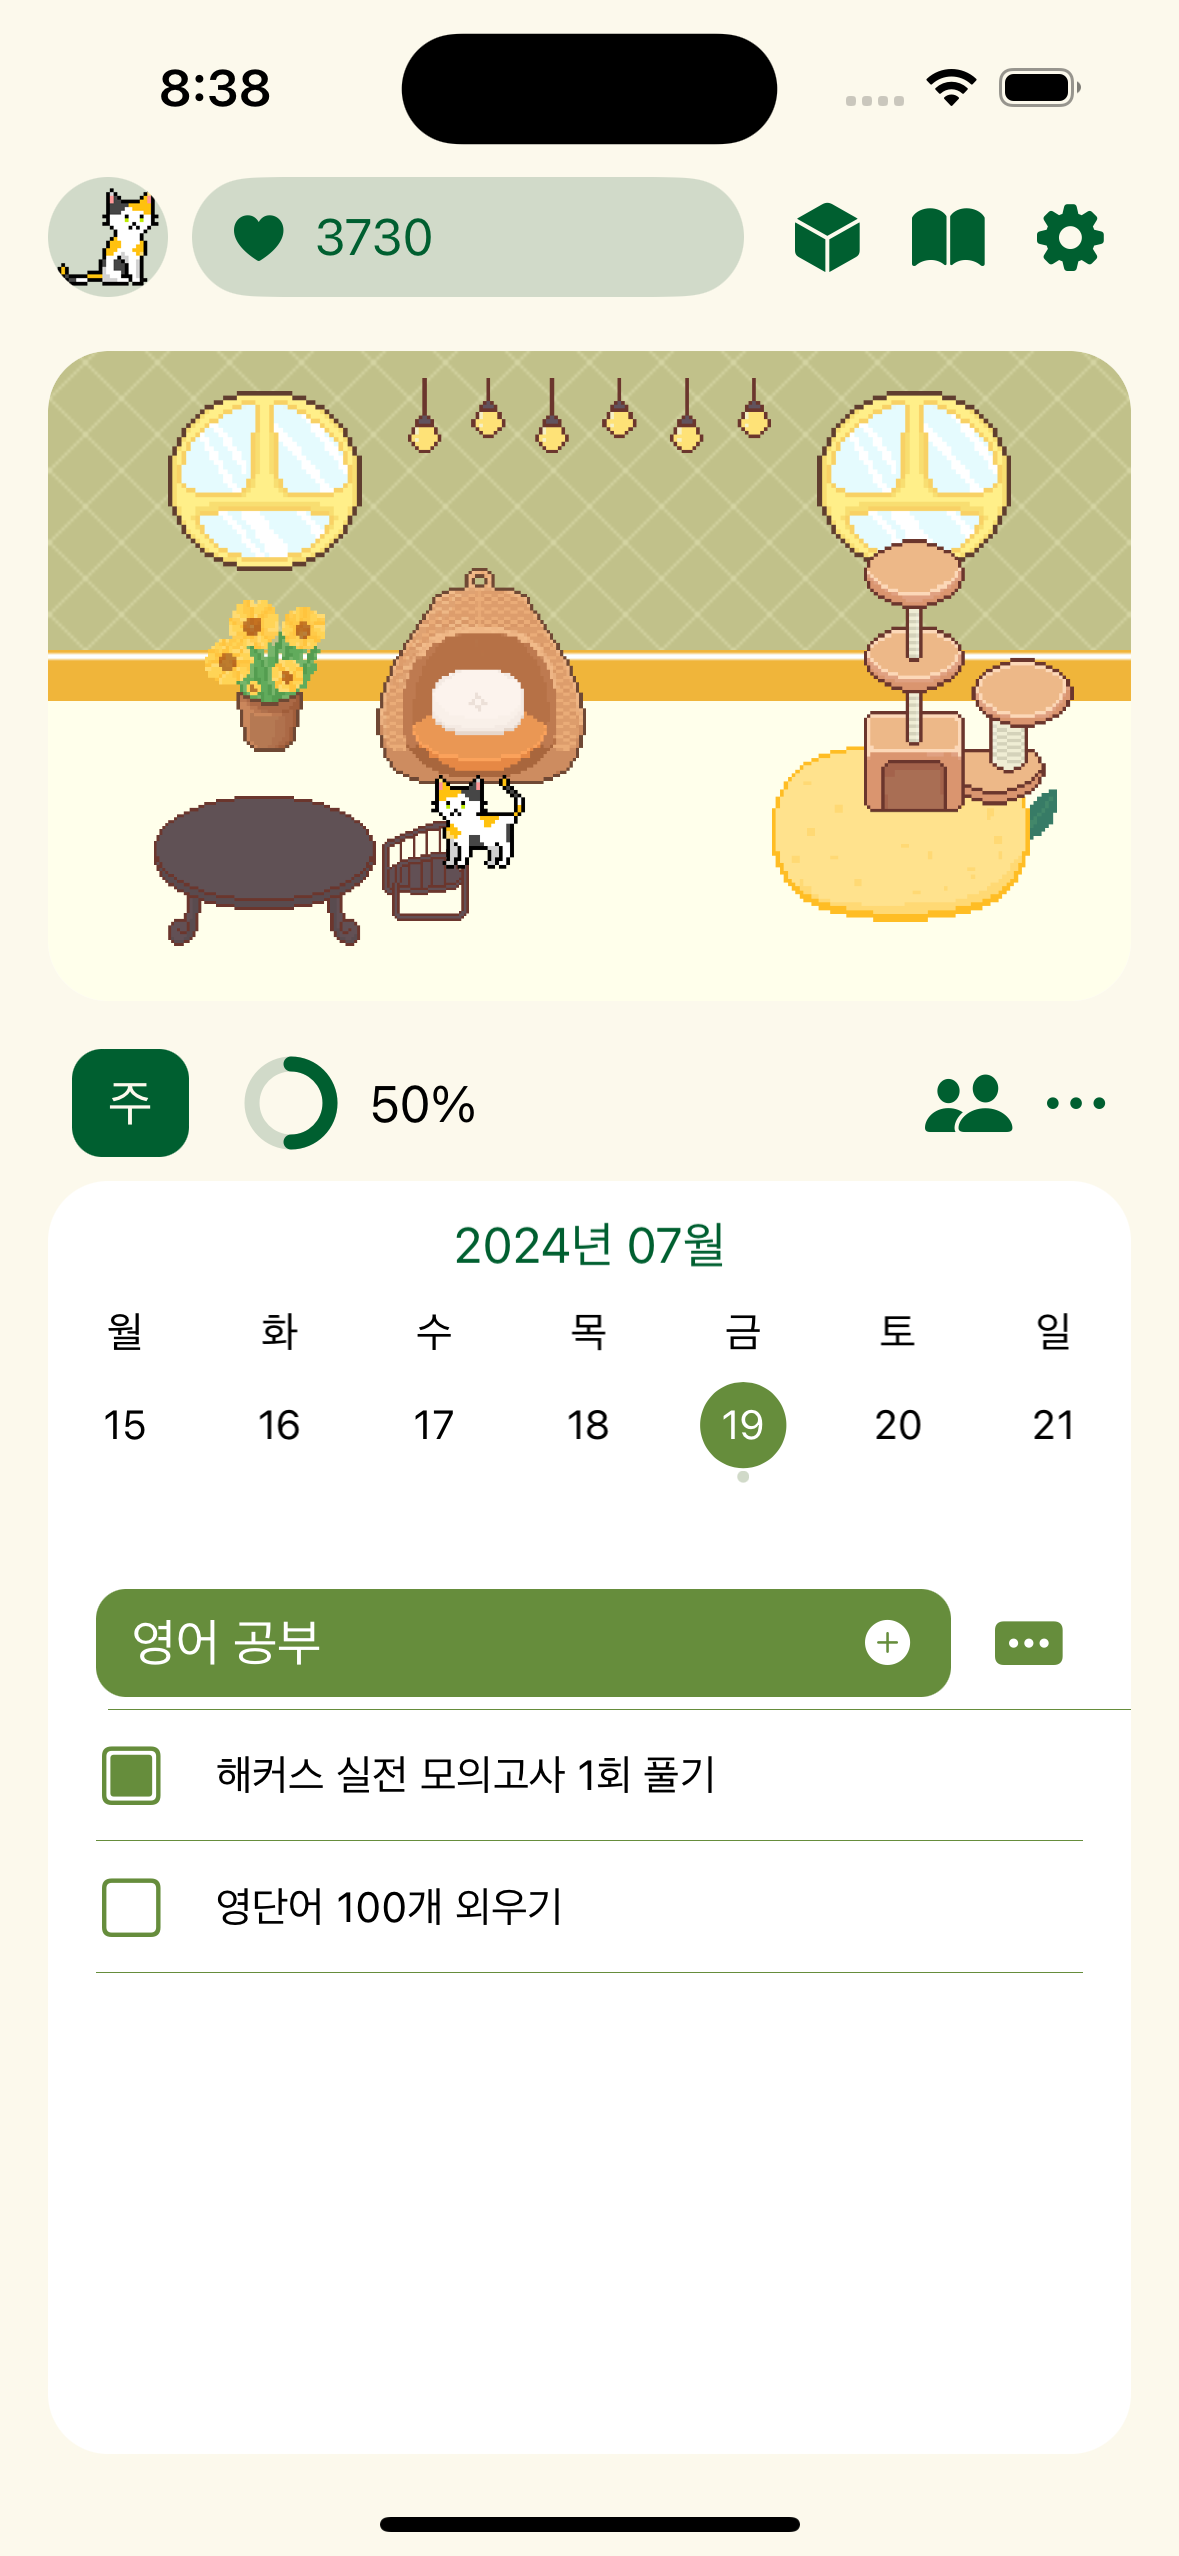 8:38
3730
주 50%
2024년 07월
월 화 수 목 금 토 일
15 16 17 18 19 20 21
영어 공부
해커스 실전 모의고사 1회 풀기
영단어 100개 외우기